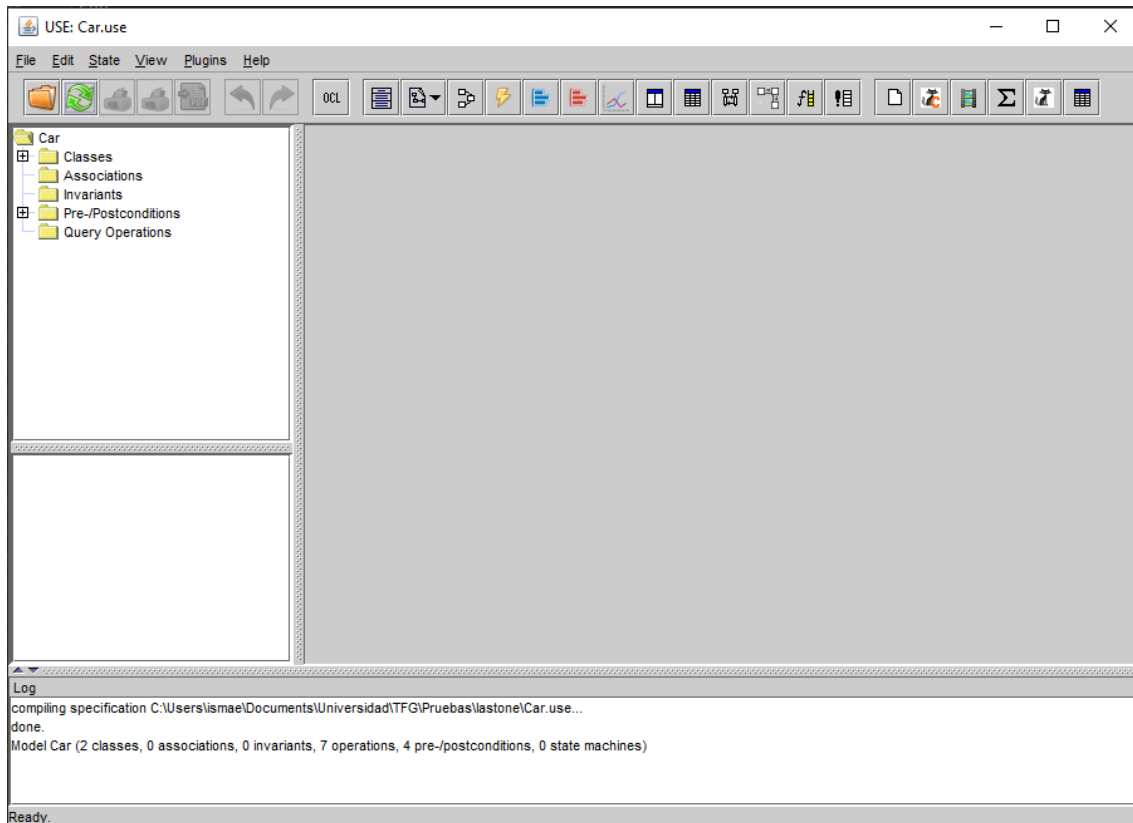 USE: Car.use
File Edit State View Plugins Help
OCL
Car
Classes
Associations
Invariants
Pre-/Postconditions
Query Operations
Log
compiling specification C:\Users\ismae\Documents\Universidad\TFG\Pruebas\lastone\Car.use...
done.
Model Car (2 classes, 0 associations, 0 invariants, 7 operations, 4 pre-/postconditions, 0 state machines)
Ready.